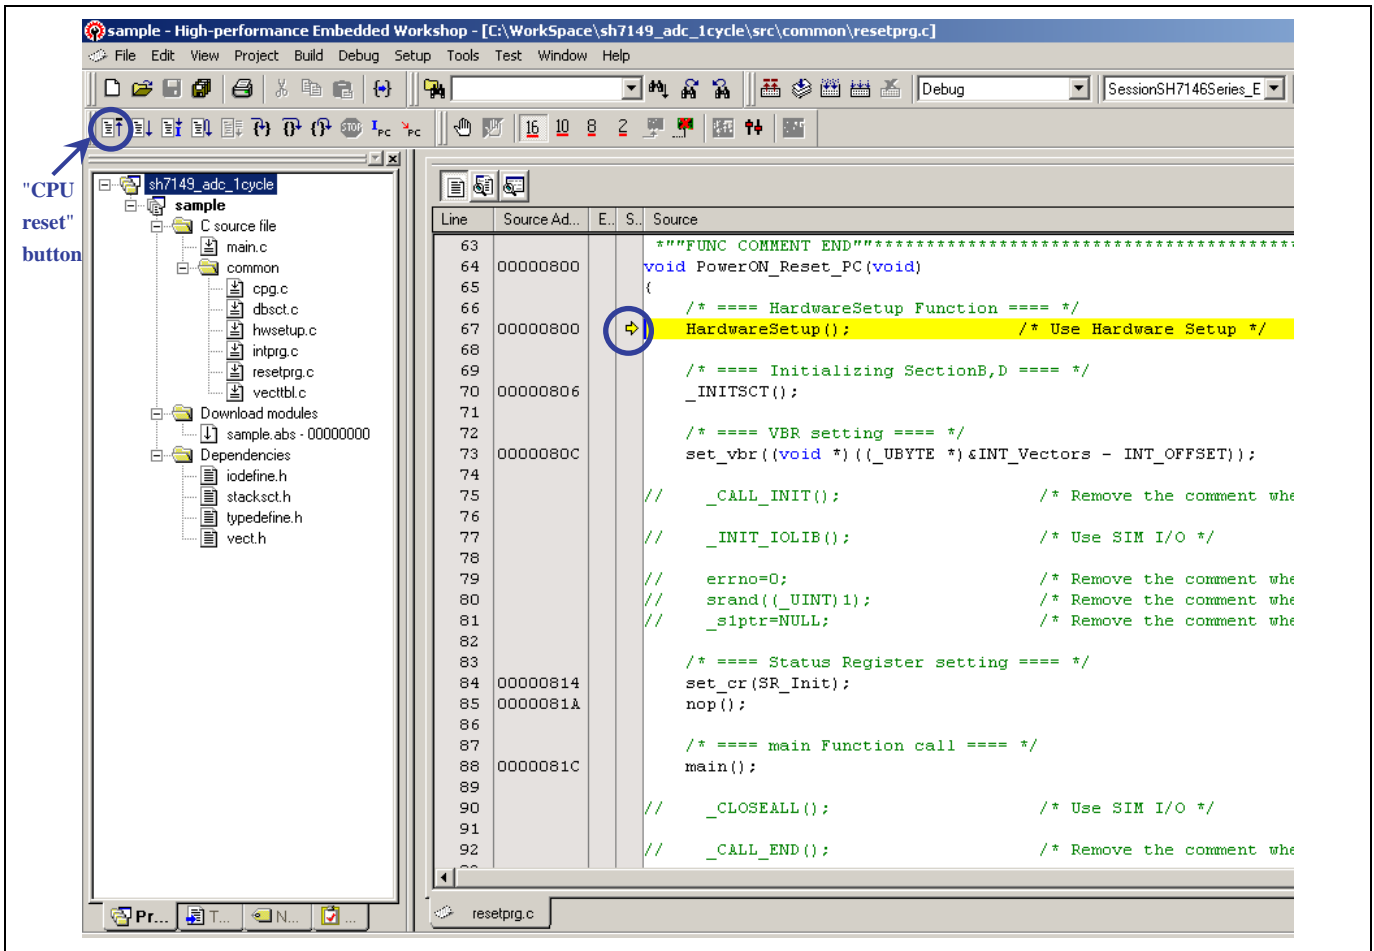 sample - High-performance Embedded Workshop - [C:\WorkSpace\sh7149_adc_1cycle\src\common\resetprg.c]
File Edit View Project Build Debug Setup Tools Test Window Help
Debug
SessionSH7146Series_E
STOP PC PC 16 10 8 2
"CPU
reset"
button
sh7149_adc_1cycle
sample
C source file
main.c
common
cpg.c
dbsct.c
hwsetup.c
intprg.c
resetprg.c
vecttbl.c
Download modules
sample.abs - 00000000
Dependencies
iodefine.h
stacksct.h
typedefine.h
vect.h
Pr... T... N... ...
Line Source Ad... E.. S.. Source
63 *""FUNC COMMENT END""*****************************************
64 00000800 void PowerON_Reset_PC(void)
65 {
66 /* ==== HardwareSetup Function ==== */
67 00000800 HardwareSetup(); /* Use Hardware Setup */
68
69 /* ==== Initializing SectionB,D ==== */
70 00000806 _INITSCT();
71
72 /* ==== VBR setting ==== */
73 0000080C set_vbr((void *)((_UBYTE *)&INT_Vectors - INT_OFFSET));
74
75 // _CALL_INIT(); /* Remove the comment whe
76
77 // _INIT_IOLIB(); /* Use SIM I/O */
78
79 // errno=0; /* Remove the comment whe
80 // srand((_UINT)1); /* Remove the comment whe
81 // _s1ptr=NULL; /* Remove the comment whe
82
83 /* ==== Status Register setting ==== */
84 00000814 set_cr(SR_Init);
85 0000081A nop();
86
87 /* ==== main Function call ==== */
88 0000081C main();
89
90 // _CLOSEALL(); /* Use SIM I/O */
91
92 // _CALL_END(); /* Remove the comment whe
resetprg.c